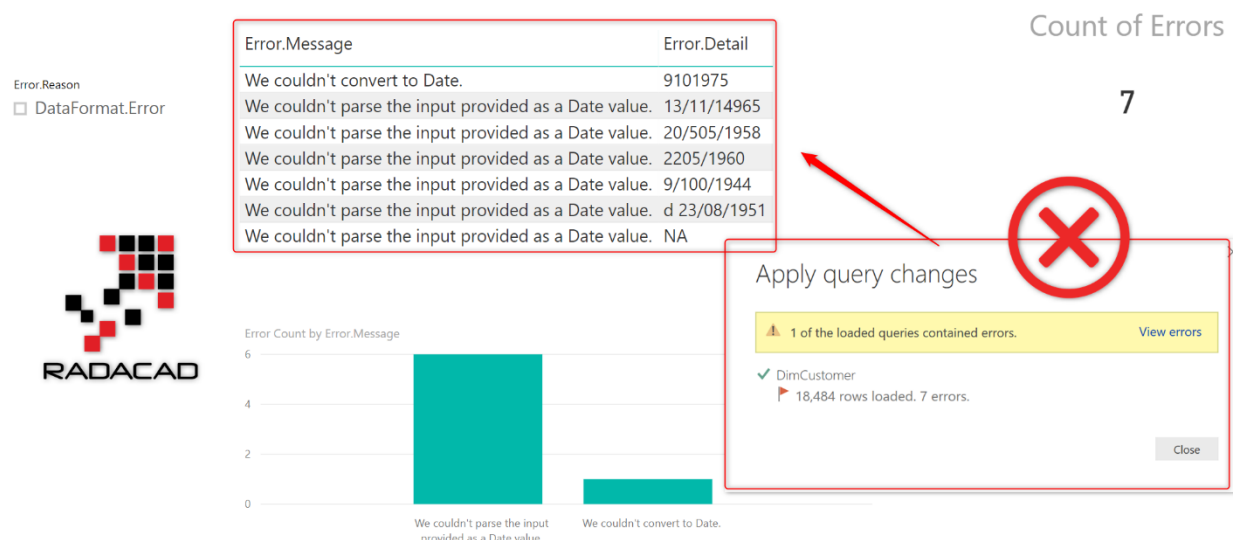 Count of Errors
7
Error.Reason
DataFormat.Error
Error.Message Error.Detail
We couldn't convert to Date. 9101975
We couldn't parse the input provided as a Date value. 13/11/14965
We couldn't parse the input provided as a Date value. 20/505/1958
We couldn't parse the input provided as a Date value. 2205/1960
We couldn't parse the input provided as a Date value. 9/100/1944
We couldn't parse the input provided as a Date value. d 23/08/1951
We couldn't parse the input provided as a Date value. NA
RADACAD
Apply query changes
1 of the loaded queries contained errors. View errors
DimCustomer
18,484 rows loaded. 7 errors.
Close
Error Count by Error.Message
6
4
2
0
We couldn't parse the input
provided as a Date value.
We couldn't convert to Date.